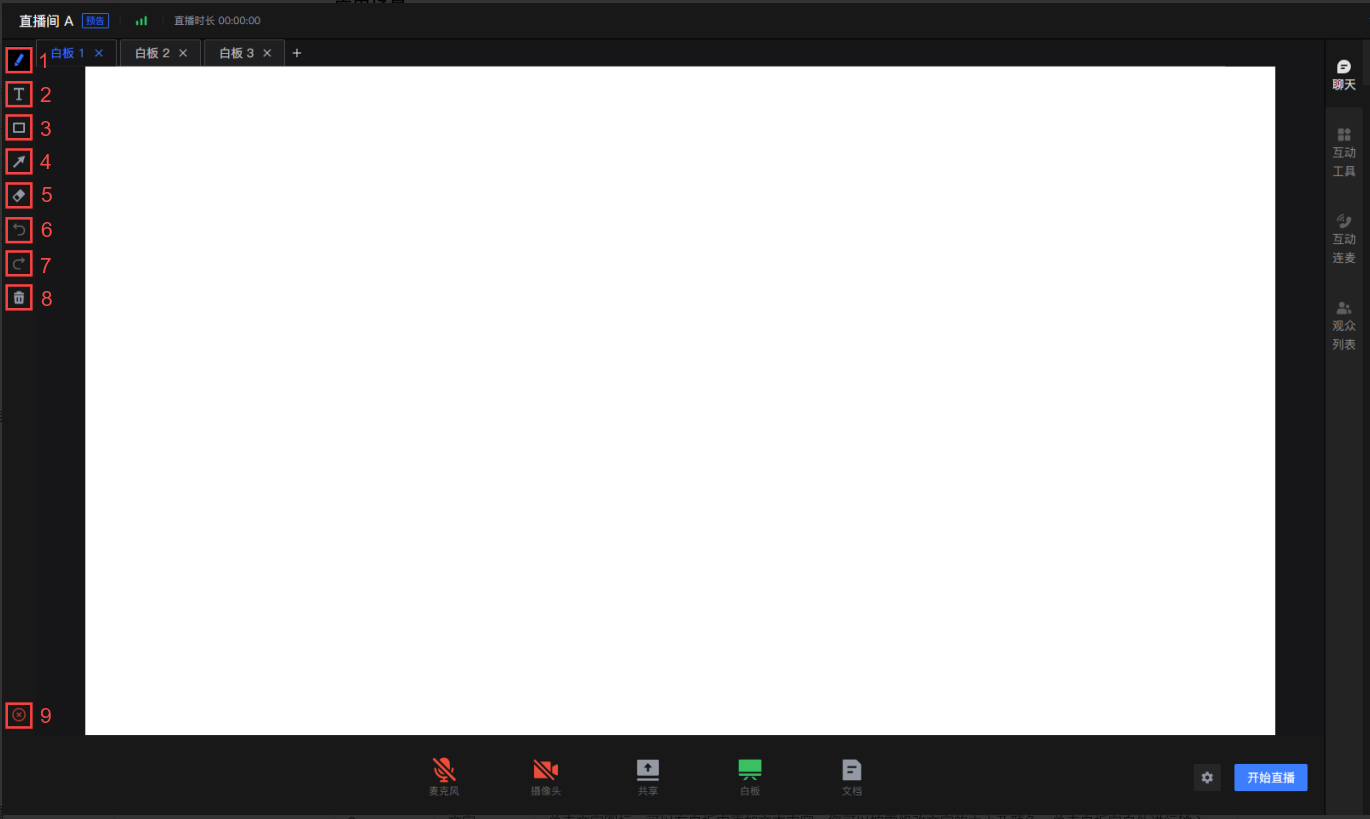 直播间 A 预告 直播时长 00:00:00
白板 1 白板 2 白板 3 +
1
2
3
4
5
6
7
8
9
聊天
互动
工具
互动
连麦
观众
列表
麦克风 摄像头 共享 白板 文档
开始直播